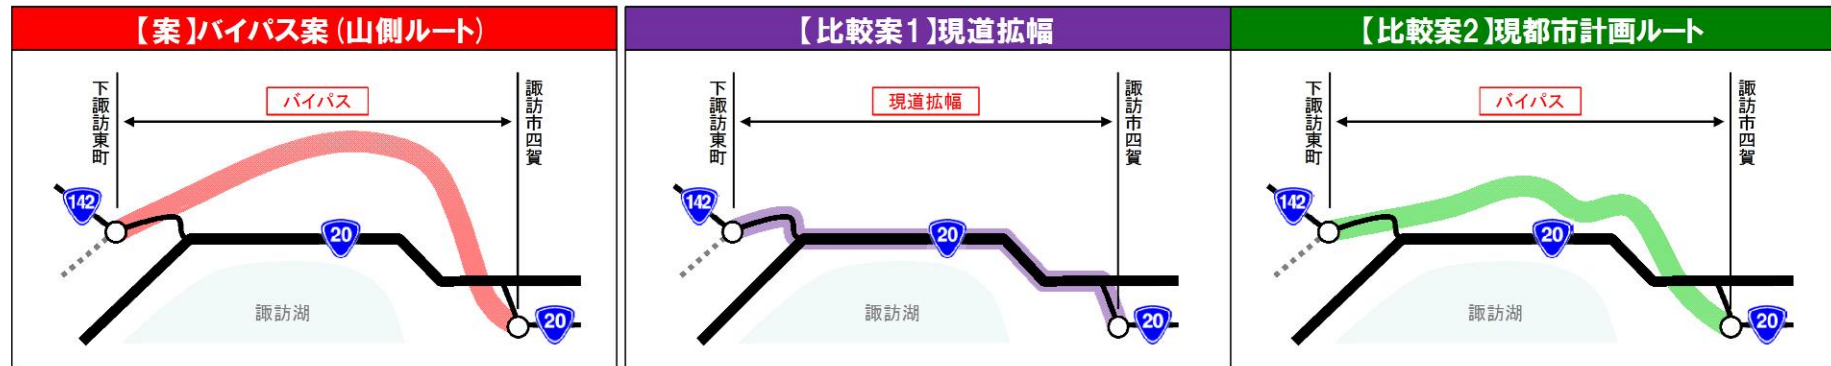 【案】バイパス案(山側ルート)
下諏訪東町
バイパス
諏訪市四賀
142
20
諏訪湖
20
【比較案1】現道拡幅
下諏訪東町
現道拡幅
諏訪市四賀
142
20
諏訪湖
20
【比較案2】現都市計画ルート
下諏訪東町
バイパス
諏訪市四賀
142
20
諏訪湖
20